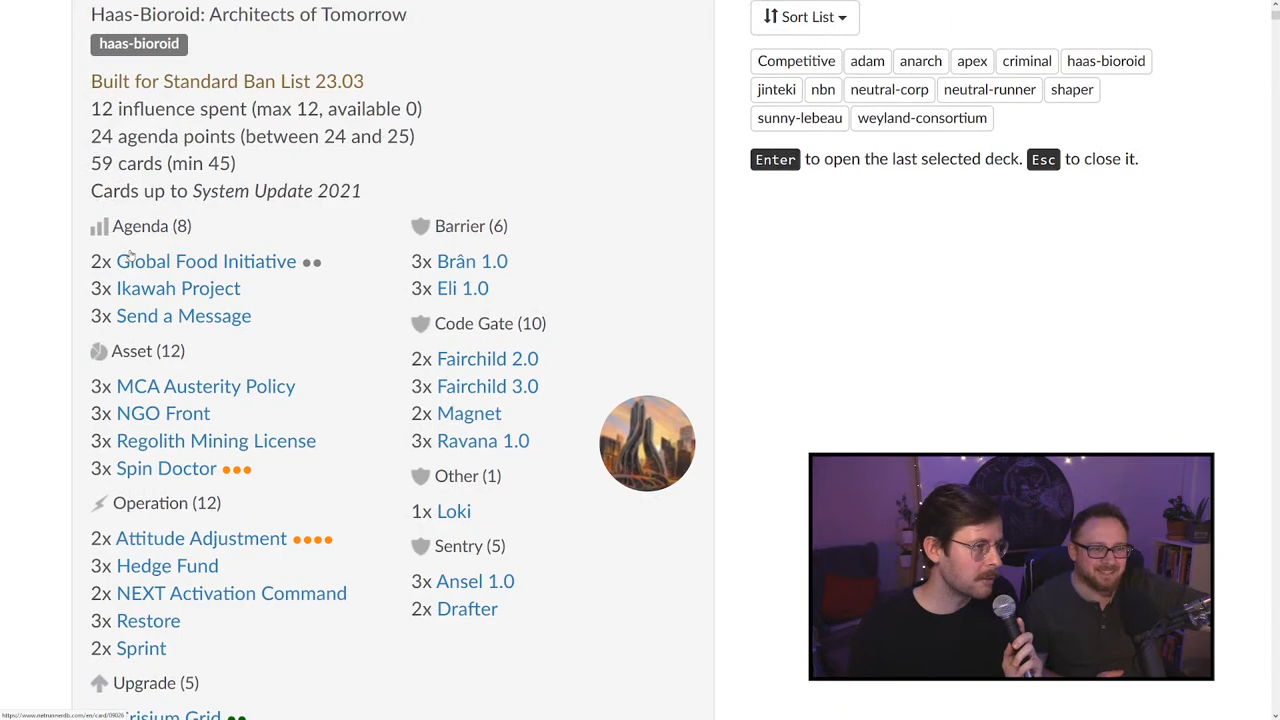 Haas-Bioroid: Architects of Tomorrow
haas-bioroid
Built for Standard Ban List 23.03
12 influence spent (max 12, available 0)
24 agenda points (between 24 and 25)
59 cards (min 45)
Cards up to System Update 2021
Agenda (8)
2x Global Food Initiative ●●
3x Ikawah Project
3x Send a Message
Asset (12)
3x MCA Austerity Policy
3x NGO Front
3x Regolith Mining License
3x Spin Doctor ●●●
Operation (12)
2x Attitude Adjustment ●●●●
3x Hedge Fund
2x NEXT Activation Command
3x Restore
2x Sprint
Upgrade (5)
Grid ●●
Barrier (6)
3x Brân 1.0
3x Eli 1.0
Code Gate (10)
2x Fairchild 2.0
3x Fairchild 3.0
2x Magnet
3x Ravana 1.0
Other (1)
1x Loki
Sentry (5)
3x Ansel 1.0
2x Drafter
Sort List
Competitive adam anarch apex criminal haas-bioroid
jinteki nbn neutral-corp neutral-runner shaper
sunny-lebeau weyland-consortium
Enter to open the last selected deck. Esc to close it.
https://www.netrunnerdb.com/en/card/09026